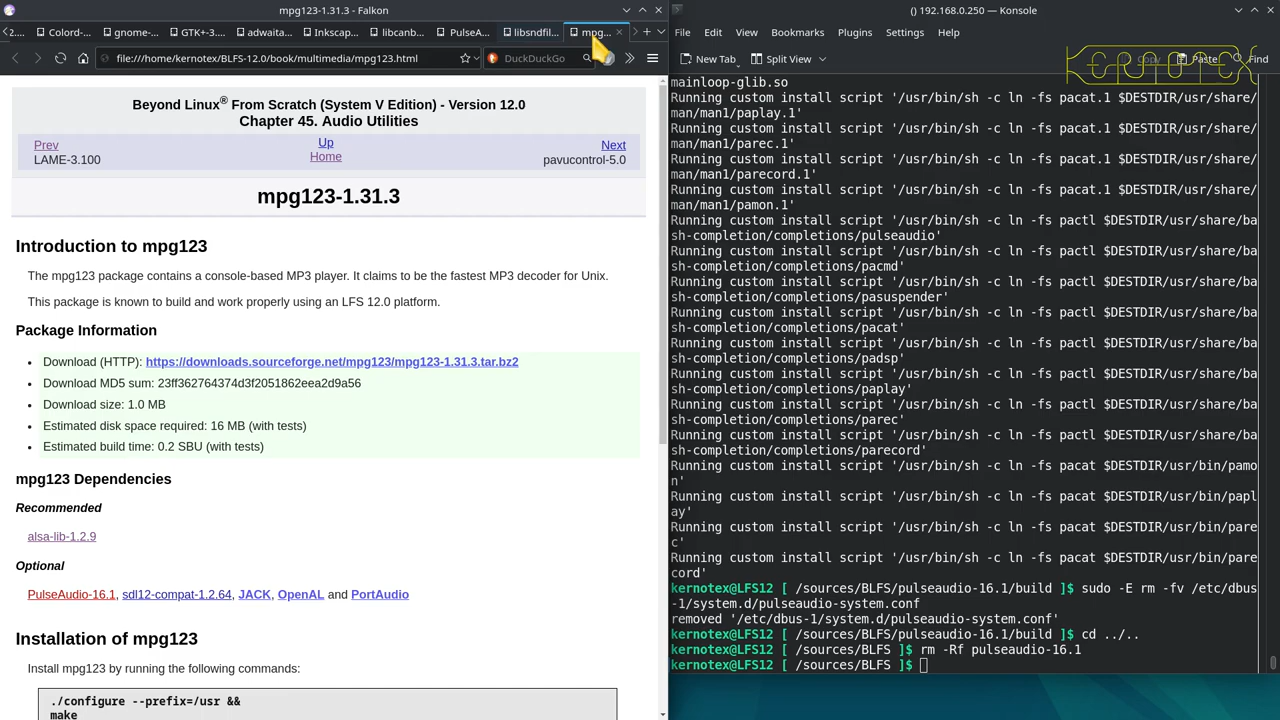 mpg123-1.31.3 - Falkon
2....
Colord-...
gnome-...
GTK+-3....
adwaita...
Inkscap...
libcanb...
PulseA...
libsndfil...
mpg...
file:///home/kernotex/BLFS-12.0/book/multimedia/mpg123.html
DuckDuckGo
Beyond Linux® From Scratch (System V Edition) - Version 12.0
Chapter 45. Audio Utilities
Prev
Up
Next
LAME-3.100
Home
pavucontrol-5.0
mpg123-1.31.3
Introduction to mpg123
The mpg123 package contains a console-based MP3 player. It claims to be the fastest MP3 decoder for Unix.
This package is known to build and work properly using an LFS 12.0 platform.
Package Information
• Download (HTTP): https://downloads.sourceforge.net/mpg123/mpg123-1.31.3.tar.bz2
• Download MD5 sum: 23ff362764374d3f2051862eea2d9a56
• Download size: 1.0 MB
• Estimated disk space required: 16 MB (with tests)
• Estimated build time: 0.2 SBU (with tests)
mpg123 Dependencies
Recommended
alsa-lib-1.2.9
Optional
PulseAudio-16.1, sdl12-compat-1.2.64, JACK, OpenAL and PortAudio
Installation of mpg123
Install mpg123 by running the following commands:
./configure --prefix=/usr &&
make
() 192.168.0.250 — Konsole
File Edit View Bookmarks Plugins Settings Help
New Tab Split View Copy Paste Find
KERNOTEX
mainloop-glib.so
Running custom install script '/usr/bin/sh -c ln -fs pacat.1 $DESTDIR/usr/share/
man/man1/paplay.1'
Running custom install script '/usr/bin/sh -c ln -fs pacat.1 $DESTDIR/usr/share/
man/man1/parec.1'
Running custom install script '/usr/bin/sh -c ln -fs pacat.1 $DESTDIR/usr/share/
man/man1/parecord.1'
Running custom install script '/usr/bin/sh -c ln -fs pacat.1 $DESTDIR/usr/share/
man/man1/pamon.1'
Running custom install script '/usr/bin/sh -c ln -fs pactl $DESTDIR/usr/share/ba
sh-completion/completions/pulseaudio'
Running custom install script '/usr/bin/sh -c ln -fs pactl $DESTDIR/usr/share/ba
sh-completion/completions/pacmd'
Running custom install script '/usr/bin/sh -c ln -fs pactl $DESTDIR/usr/share/ba
sh-completion/completions/pasuspender'
Running custom install script '/usr/bin/sh -c ln -fs pactl $DESTDIR/usr/share/ba
sh-completion/completions/pacat'
Running custom install script '/usr/bin/sh -c ln -fs pactl $DESTDIR/usr/share/ba
sh-completion/completions/padsp'
Running custom install script '/usr/bin/sh -c ln -fs pactl $DESTDIR/usr/share/ba
sh-completion/completions/paplay'
Running custom install script '/usr/bin/sh -c ln -fs pactl $DESTDIR/usr/share/ba
sh-completion/completions/parec'
Running custom install script '/usr/bin/sh -c ln -fs pactl $DESTDIR/usr/share/ba
sh-completion/completions/parecord'
Running custom install script '/usr/bin/sh -c ln -fs pacat $DESTDIR/usr/bin/pamo
n'
Running custom install script '/usr/bin/sh -c ln -fs pacat $DESTDIR/usr/bin/papl
ay'
Running custom install script '/usr/bin/sh -c ln -fs pacat $DESTDIR/usr/bin/pare
c'
Running custom install script '/usr/bin/sh -c ln -fs pacat $DESTDIR/usr/bin/pare
cord'
kernotex@LFS12 [ /sources/BLFS/pulseaudio-16.1/build ]$ sudo -E rm -fv /etc/dbus
-1/system.d/pulseaudio-system.conf
removed '/etc/dbus-1/system.d/pulseaudio-system.conf'
kernotex@LFS12 [ /sources/BLFS/pulseaudio-16.1/build ]$ cd ../..
kernotex@LFS12 [ /sources/BLFS ]$ rm -Rf pulseaudio-16.1
kernotex@LFS12 [ /sources/BLFS ]$